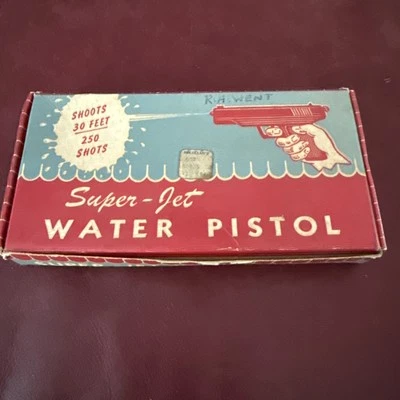 R.H.WENT
SHOOTS
30 FEET
250
SHOTS
Super-Jet
WATER PISTOL